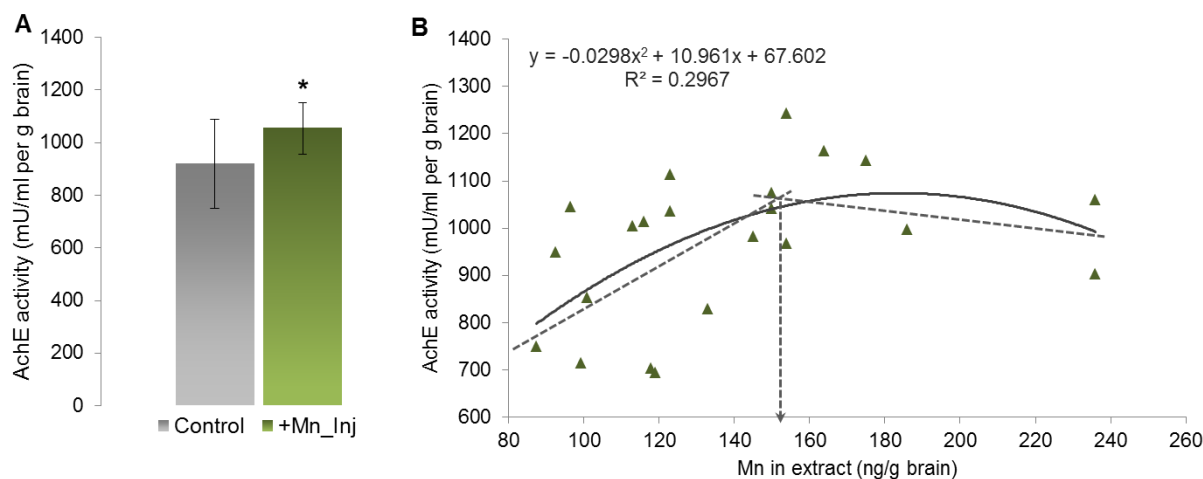 A
AchE activity (mU/ml per g brain)
1400
1200
1000
800
600
400
200
0
*
Control +Mn_Inj
B
AchE activity (mU/ml per g brain)
1400
1300
1200
1100
1000
900
800
700
600
y = -0.0298x² + 10.961x + 67.602
R² = 0.2967
80 100 120 140 160 180 200 220 240 260
Mn in extract (ng/g brain)